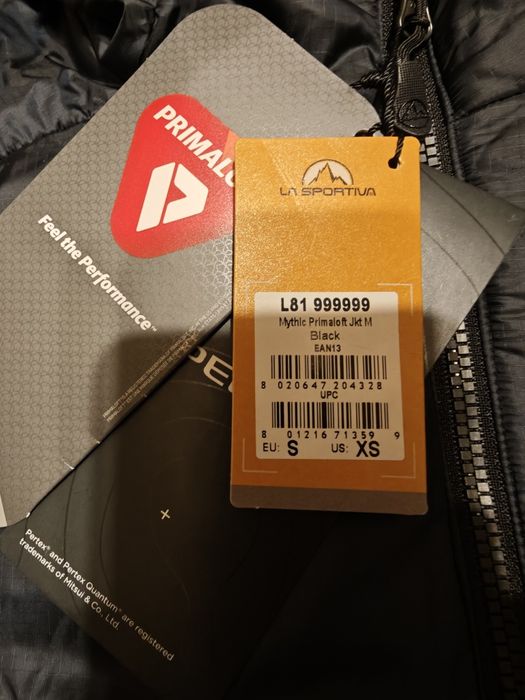 PRIMALO
Feel the Performance™
LA SPORTIVA
L81 999999
Mythic Primaloft Jkt M
Black
EAN13
8 020647 204328
UPC
8 01216 71359 9
EU: S US: XS
Pertex® and Pertex Quantum® are registered
trademarks of Mitsui & Co., Ltd.